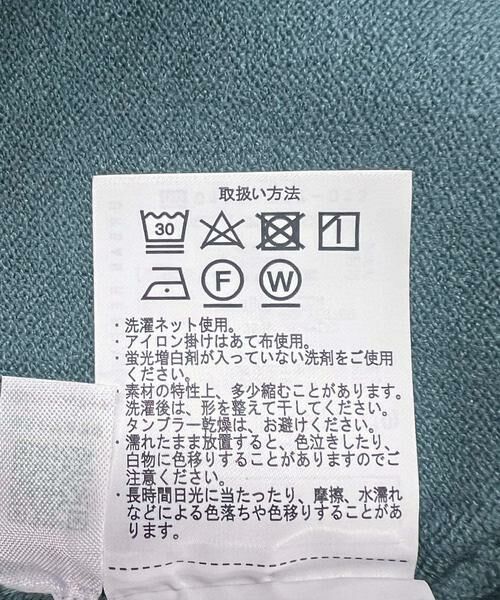 取扱い方法
30
F W
・洗濯ネット使用。
・アイロン掛けはあて布使用。
・蛍光増白剤が入っていない洗剤をご使用
ください。
・素材の特性上、多少縮むことがあります。
洗濯後は、形を整えて干してください。
タンブラー乾燥は、お避けください。
・濡れたまま放置すると、色泣きしたり、
白物に色移りすることがありますのでご
注意ください。
・長時間日光に当たったり、摩擦、水濡れ
などによる色落ちや色移りすることがあ
ります。